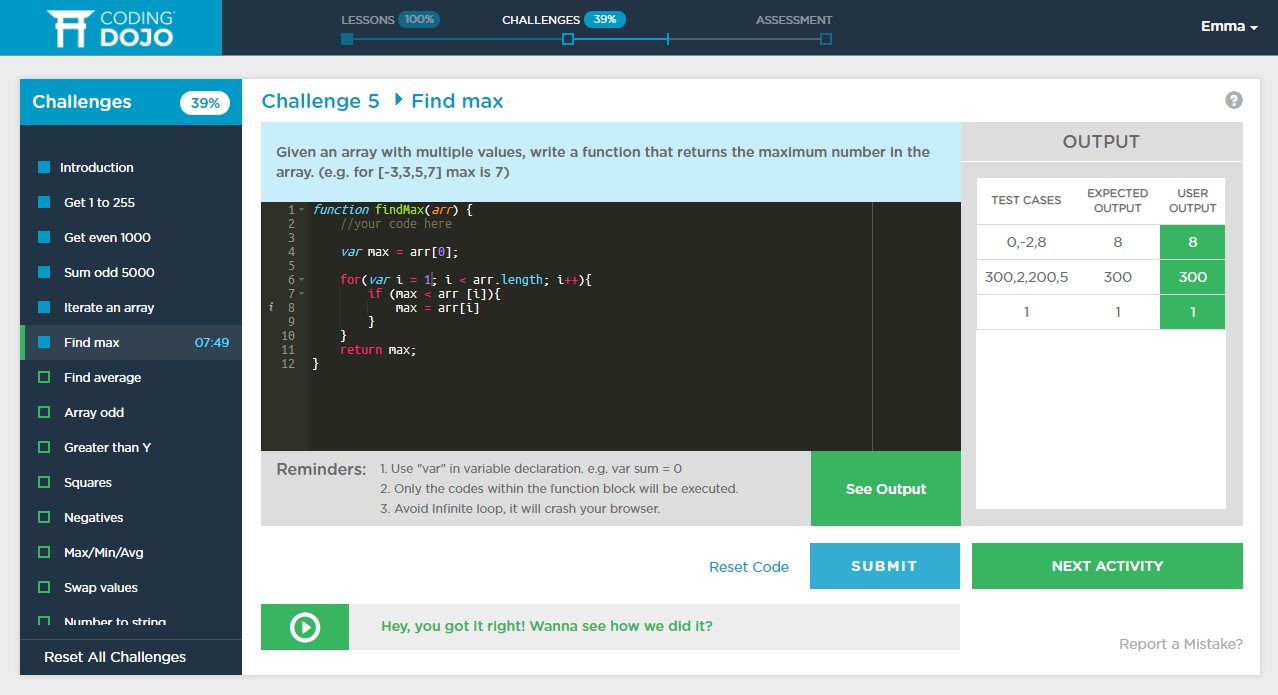 CODING
DOJO
LESSONS 100%
CHALLENGES 39%
ASSESSMENT
Emma
Challenges 39%
Introduction
Get 1 to 255
Get even 1000
Sum odd 5000
Iterate an array
Find max 07:49
Find average
Array odd
Greater than Y
Squares
Negatives
Max/Min/Avg
Swap values
Number to string
Reset All Challenges
Challenge 5 Find max
?
Given an array with multiple values, write a function that returns the maximum number in the
array. (e.g. for [-3,3,5,7] max is 7)
1 function findMax(arr) {
2 //your code here
3
4 var max = arr[0];
5
6 for(var i = 1; i < arr.length; i++){
7 if (max < arr [i]){
i 8 max = arr[i]
9 }
10 }
11 return max;
12 }
Reminders: 1. Use "var" in variable declaration. e.g. var sum = 0
2. Only the codes within the function block will be executed.
3. Avoid Infinite loop, it will crash your browser.
See Output
OUTPUT
TEST CASES EXPECTED OUTPUT USER OUTPUT
0,-2,8 8 8
300,2,200,5 300 300
1 1 1
Reset Code
SUBMIT
NEXT ACTIVITY
Hey, you got it right! Wanna see how we did it?
Report a Mistake?